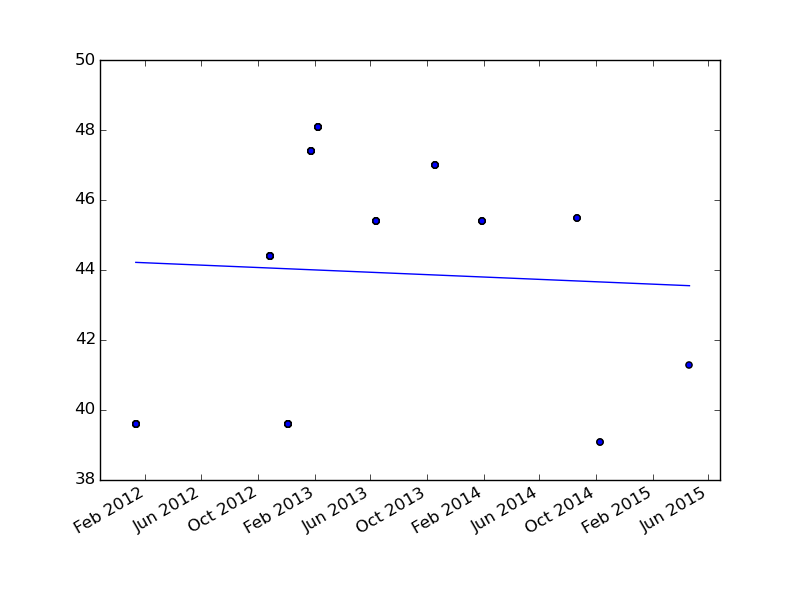 50
48
46
44
42
40
38
Feb 2012
Jun 2012
Oct 2012
Feb 2013
Jun 2013
Oct 2013
Feb 2014
Jun 2014
Oct 2014
Feb 2015
Jun 2015